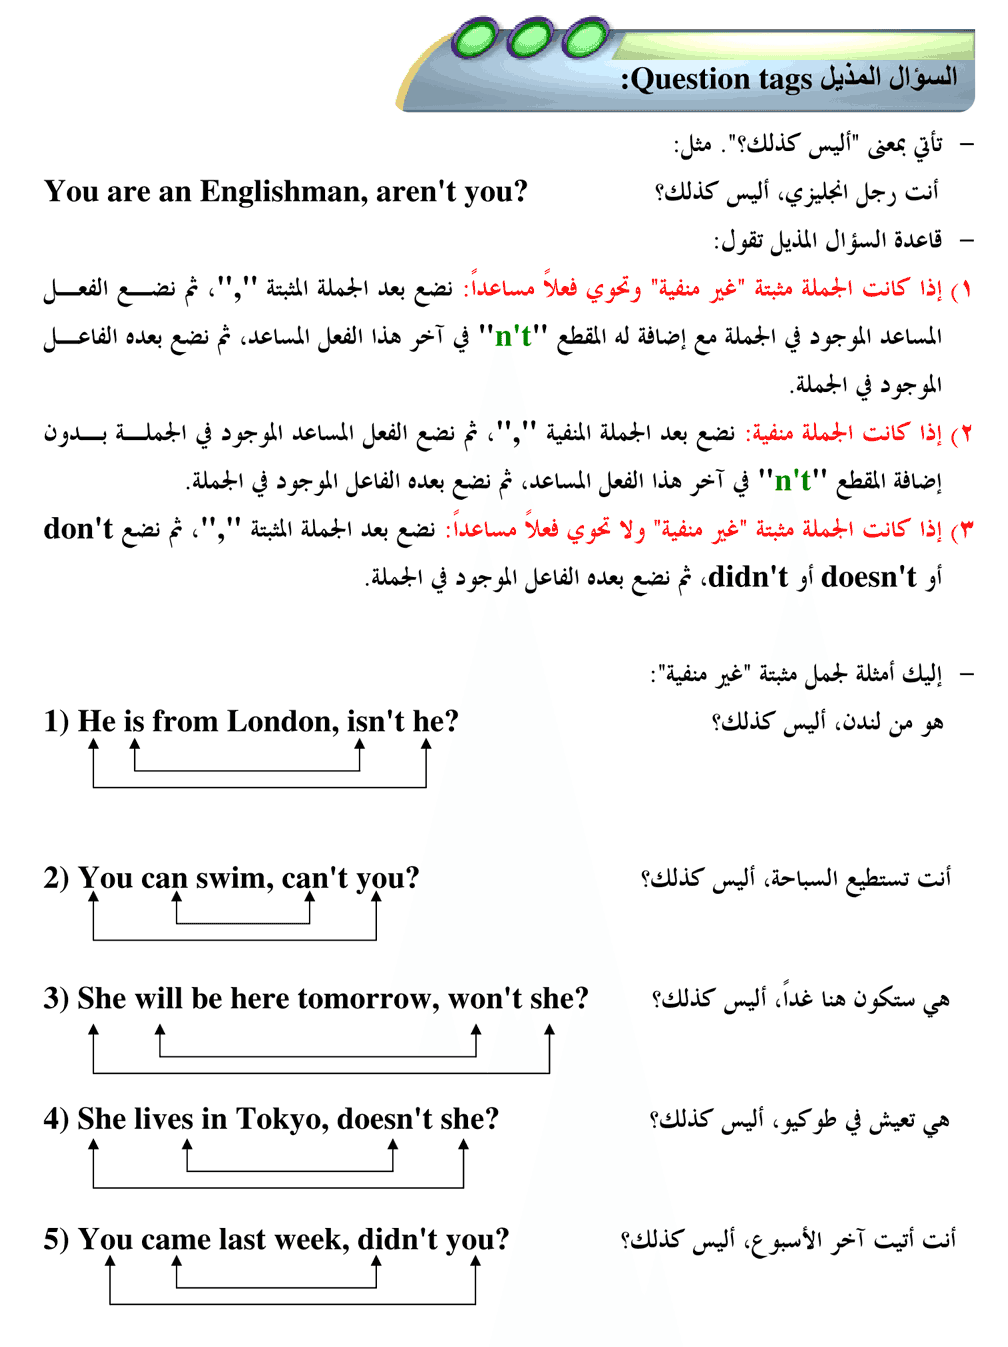 السؤال المذيل Question tags:
– تأتي بمعنى "أليس كذلك؟". مثل:
أنت رجل انجليزي، أليس كذلك؟ You are an Englishman, aren't you?
– قاعدة السؤال المذيل تقول:
١) إذا كانت الجملة مثبتة "غير منفية" وتحوي فعلاً مساعداً: نضع بعد الجملة المثبتة ","، ثم نضـــع الفعـــل
المساعد الموجود في الجملة مع إضافة له المقطع "n't" في آخر هذا الفعل المساعد، ثم نضع بعده الفاعـــل
الموجود في الجملة.
٢) إذا كانت الجملة منفية: نضع بعد الجملة المنفية ","، ثم نضع الفعل المساعد الموجود في الجملـــة بـــدون
إضافة المقطع "n't" في آخر هذا الفعل المساعد، ثم نضع بعده الفاعل الموجود في الجملة.
٣) إذا كانت الجملة مثبتة "غير منفية" ولا تحوي فعلاً مساعداً: نضع بعد الجملة المثبتة ","، ثم نضع don't
أو doesn't أو didn't، ثم نضع بعده الفاعل الموجود في الجملة.
– إليك أمثلة لجمل مثبتة "غير منفية":
1) He is from London, isn't he? هو من لندن، أليس كذلك؟
2) You can swim, can't you? أنت تستطيع السباحة، أليس كذلك؟
3) She will be here tomorrow, won't she? هي ستكون هنا غداً، أليس كذلك؟
4) She lives in Tokyo, doesn't she? هي تعيش في طوكيو، أليس كذلك؟
5) You came last week, didn't you? أنت أتيت آخر الأسبوع، أليس كذلك؟